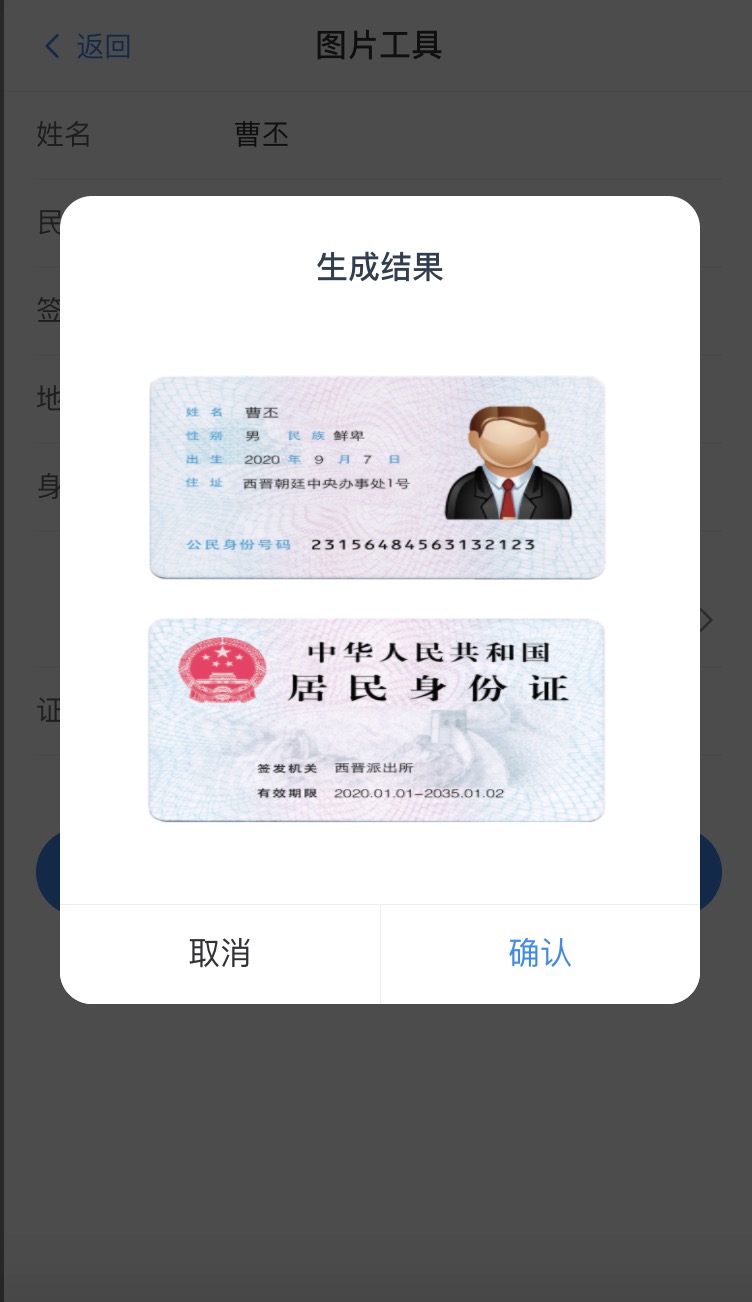 返回
图片工具
姓名 曹丕
民
签
地
身
证
生成结果
姓名 曹丕
性别 男 民族 鲜卑
出生 2020 年 9 月 7 日
住址 西晋朝廷中央办事处1号
公民身份号码 23156484563132123
中华人民共和国
居民身份证
签发机关 西晋派出所
有效期限 2020.01.01-2035.01.02
取消
确认